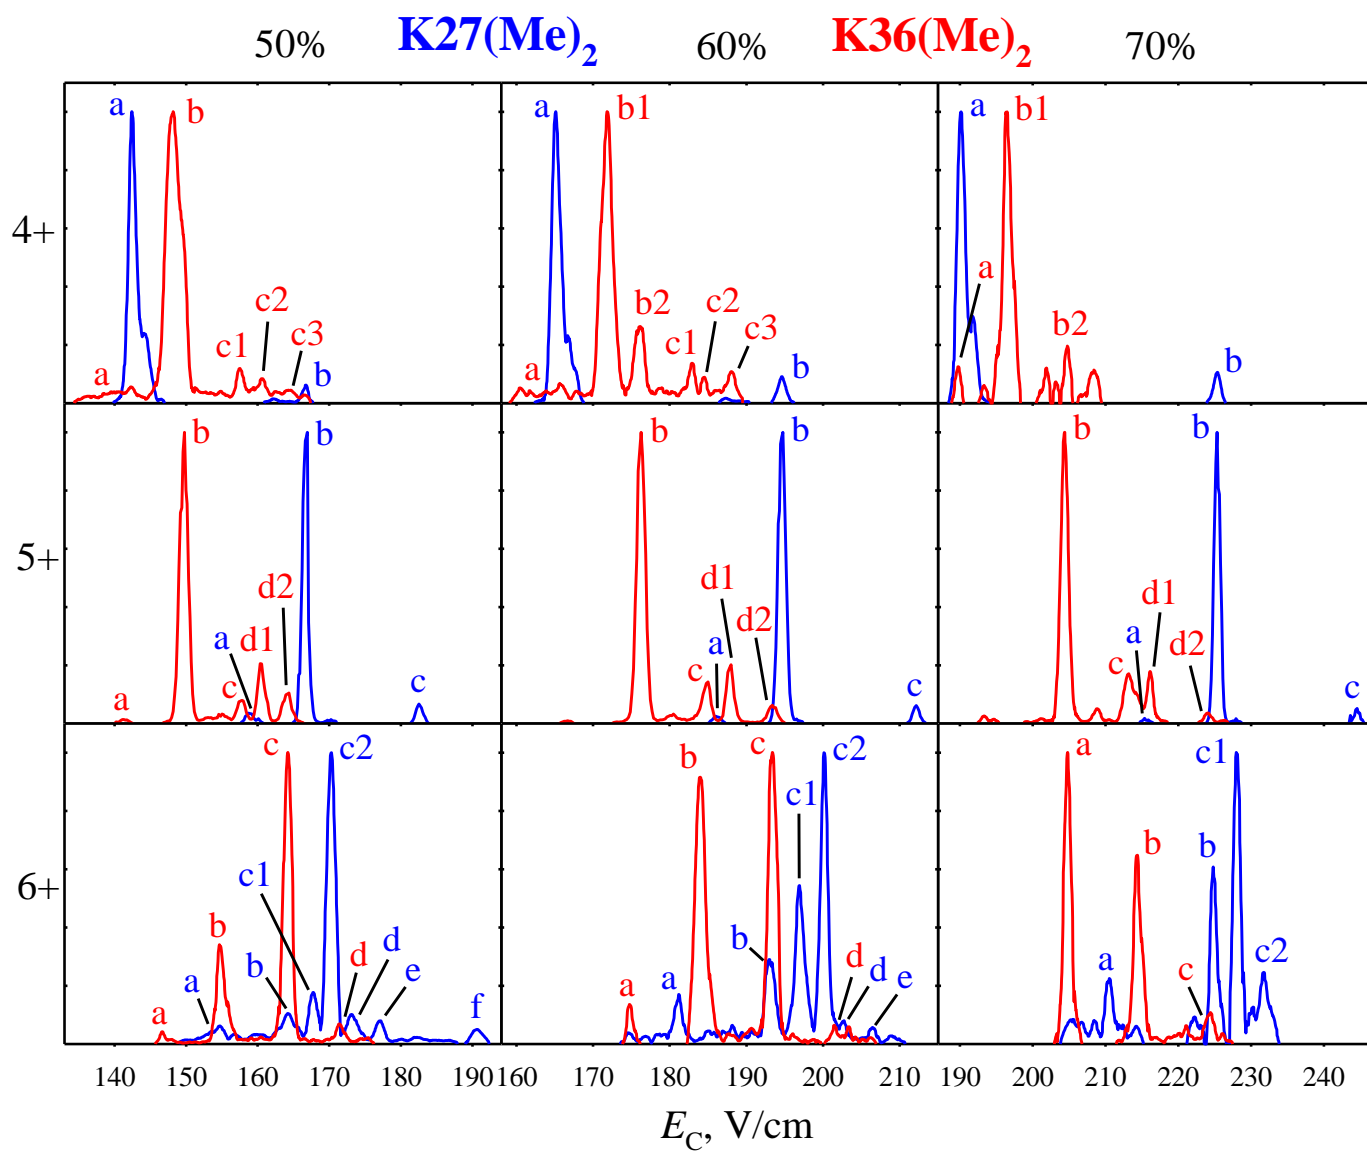 50% K27(Me)2 60% K36(Me)2 70%
4+
a b a c1 c2 c3 b
a b1 a b2 c1 c2 c3 b
a b1 a b2 b
5+
a b c a d1 d2 b c
b c a d1 d2 b c
b c a d1 d2 b c
6+
a a b b c1 c c2 d d e f
a a b b c c1 c2 d d e
a a b c b c1 c2
140 150 160 170 180 190 160 170 180 190 200 210 190 200 210 220 230 240
EC, V/cm